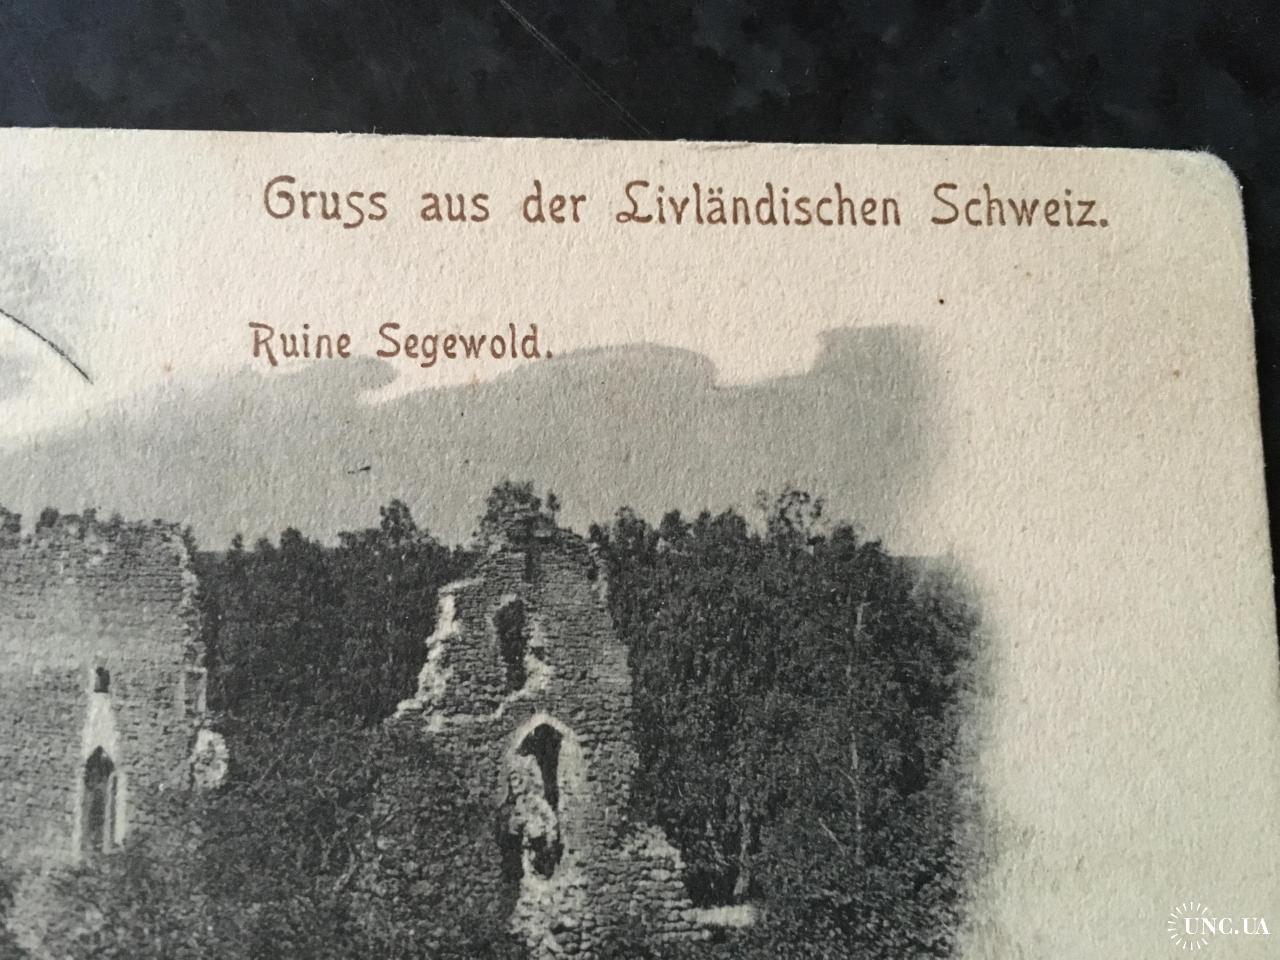 Gruss aus der Livländischen Schweiz.
Ruine Segewold.
UNC.UA